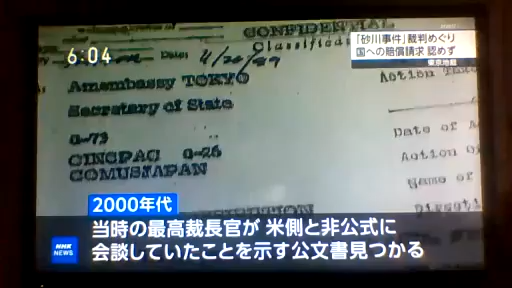 CONFIDENTIAL
「砂川事件」裁判めぐり
国への賠償請求 認めず
東京地裁
6:04
Classificat
Date:
Amembassy TOKYO
Action
Secretary of State
G-73
Date of A
CINCPAC G-26
Action O
COMUSJAPAN
Name of
2000年代
当時の最高裁長官が 米側と非公式に
会談していたことを示す公文書見つかる
NHK
NEWS